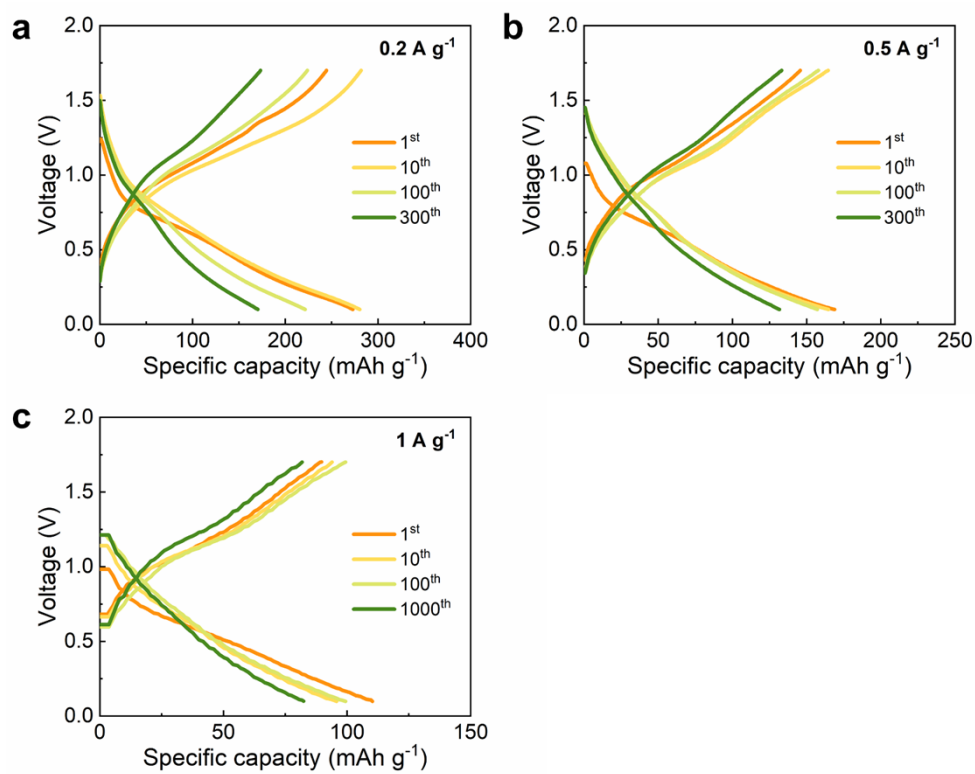 a
0.2 A g⁻¹
2.0
1.5
1.0
0.5
0.0
Voltage (V)
1ˢᵗ
10ᵗʰ
100ᵗʰ
300ᵗʰ
0 100 200 300 400
Specific capacity (mAh g⁻¹)
b
0.5 A g⁻¹
2.0
1.5
1.0
0.5
0.0
Voltage (V)
1ˢᵗ
10ᵗʰ
100ᵗʰ
300ᵗʰ
0 50 100 150 200 250
Specific capacity (mAh g⁻¹)
c
1 A g⁻¹
2.0
1.5
1.0
0.5
0.0
Voltage (V)
1ˢᵗ
10ᵗʰ
100ᵗʰ
1000ᵗʰ
0 50 100 150
Specific capacity (mAh g⁻¹)